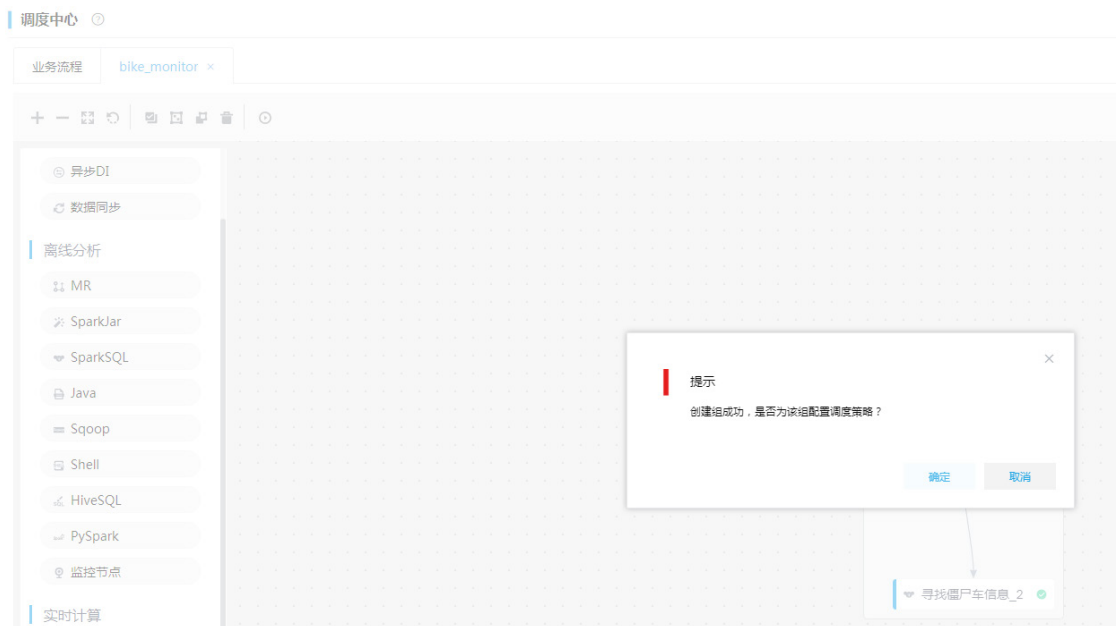 调度中心
业务流程
bike_monitor ×
异步DI
数据同步
离线分析
MR
SparkJar
SparkSQL
Java
Sqoop
Shell
HiveSQL
PySpark
监控节点
实时计算
提示
创建组成功，是否为该组配置调度策略？
确定
取消
寻找僵尸车信息_2